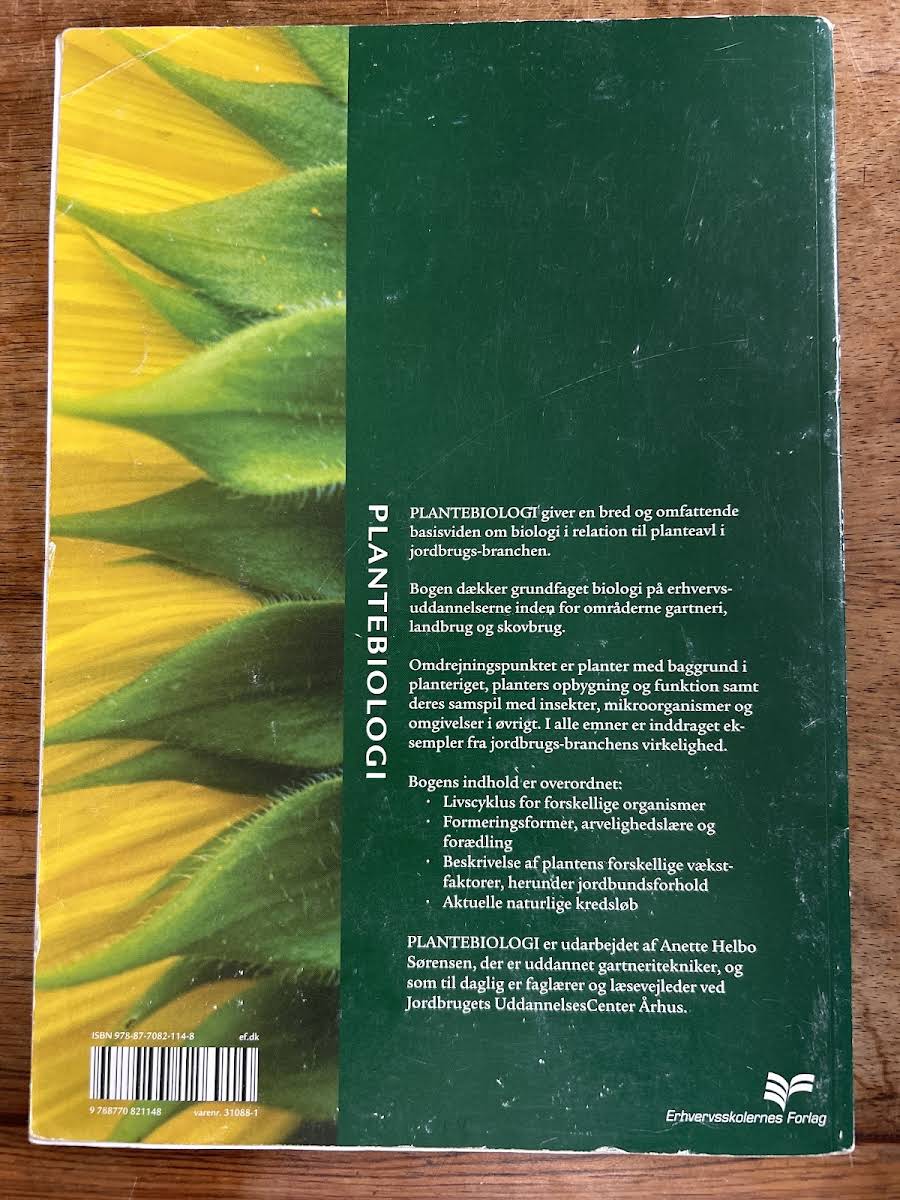 PLANTEBIOLOGI
PLANTEBIOLOGI giver en bred og omfattende
basisviden om biologi i relation til planteavl i
jordbrugs-branchen.
Bogen dækker grundfaget biologi på erhvervs-
uddannelserne inden for områderne gartneri,
landbrug og skovbrug.
Omdrejningspunktet er planter med baggrund i
planteriget, planters opbygning og funktion samt
deres samspil med insekter, mikroorganismer og
omgivelser i øvrigt. I alle emner er inddraget ek-
sempler fra jordbrugs-branchens virkelighed.
Bogens indhold er overordnet:
· Livscyklus for forskellige organismer
· Formeringsformer, arvelighedslære og
forædling
· Beskrivelse af plantens forskellige vækst-
faktorer, herunder jordbundsforhold
· Aktuelle naturlige kredsløb
PLANTEBIOLOGI er udarbejdet af Anette Helbo
Sørensen, der er uddannet gartneritekniker, og
som til daglig er faglærer og læsevejleder ved
Jordbrugets UddannelsesCenter Århus.
ISBN 978-87-7082-114-8 ef.dk
9 788770 821148 varenr. 31088-1
Erhvervsskolernes Forlag